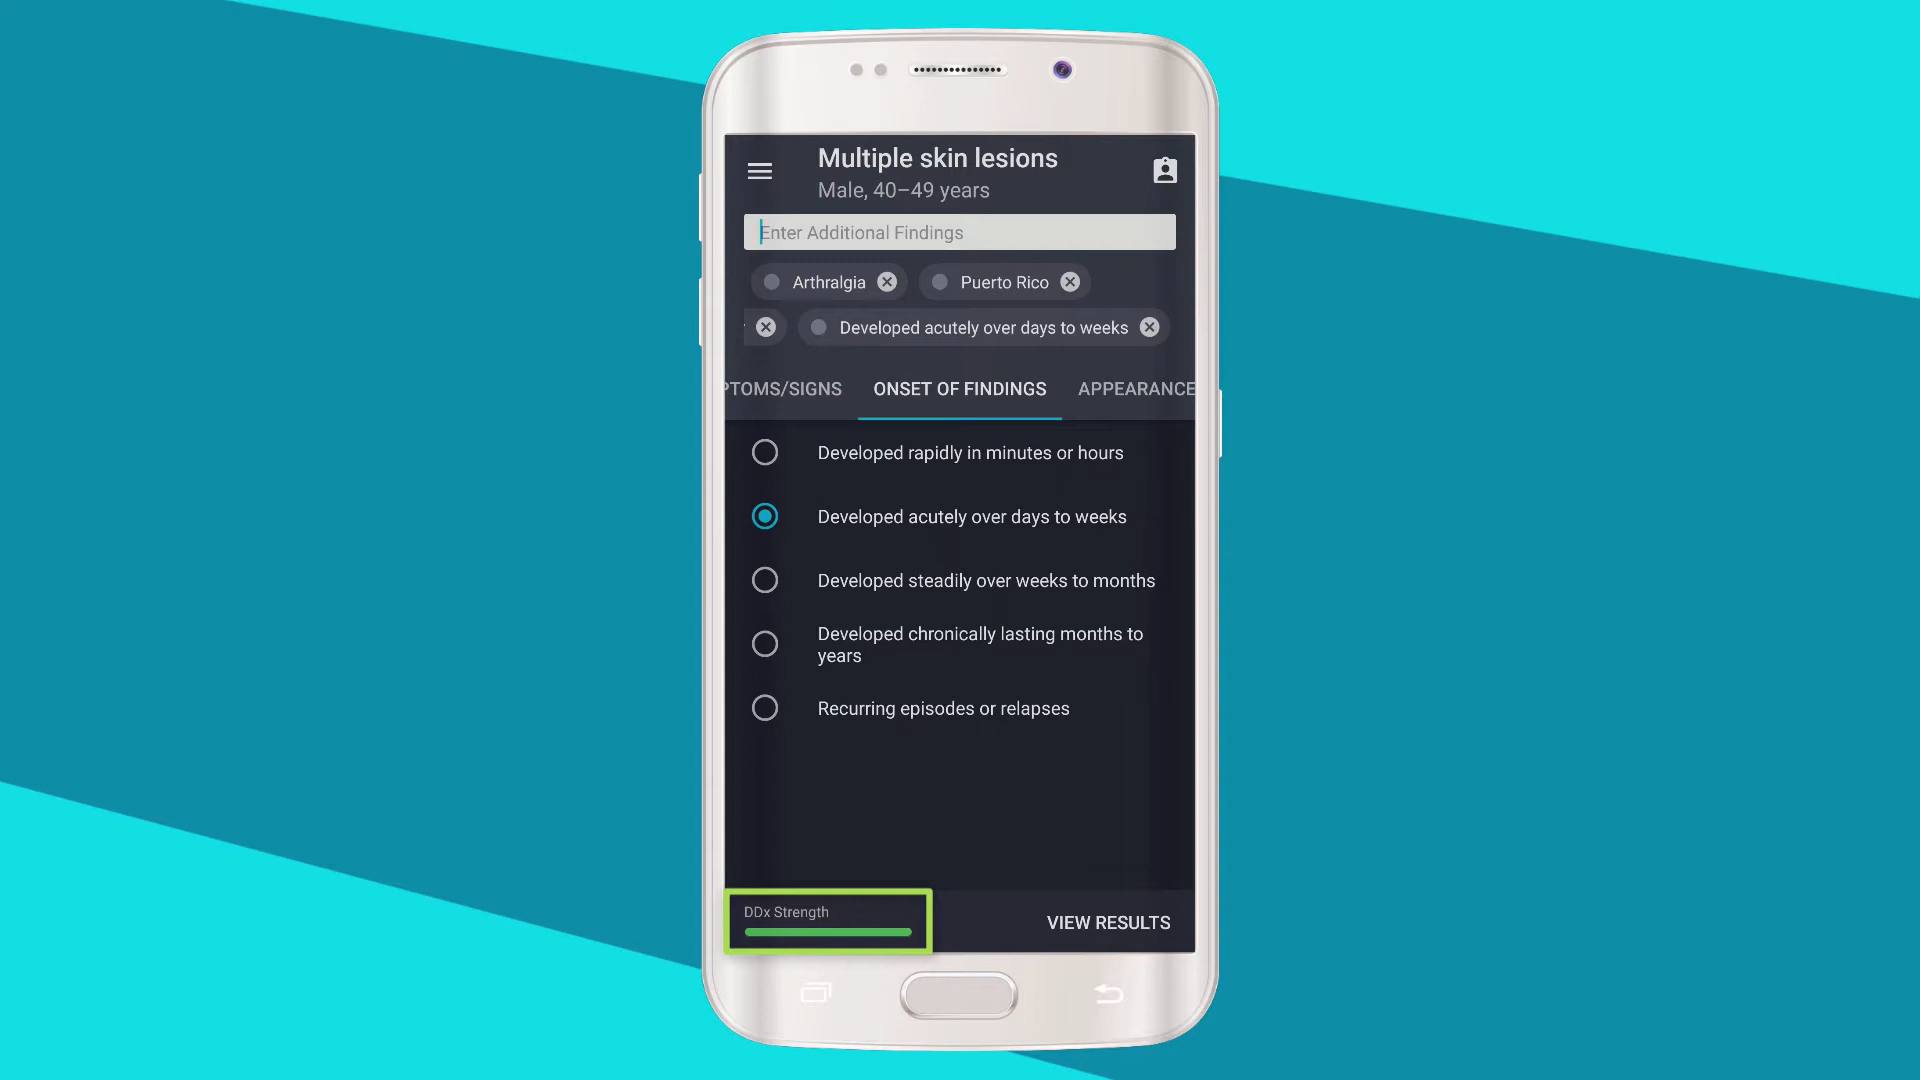 Multiple skin lesions
Male, 40–49 years
Enter Additional Findings
Arthralgia
Puerto Rico
Developed acutely over days to weeks
PTOMS/SIGNS
ONSET OF FINDINGS
APPEARANCE
Developed rapidly in minutes or hours
Developed acutely over days to weeks
Developed steadily over weeks to months
Developed chronically lasting months to
years
Recurring episodes or relapses
DDx Strength
VIEW RESULTS